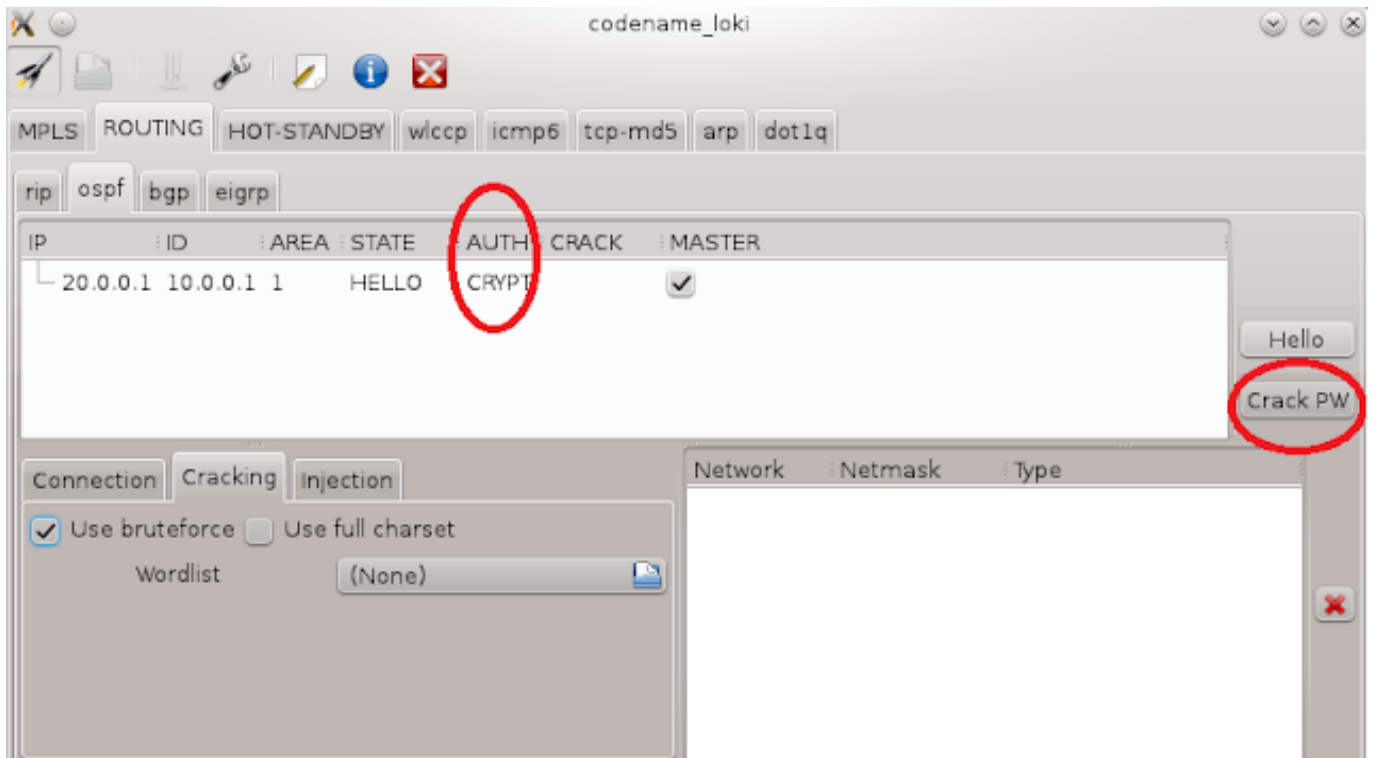 codename_loki
MPLS ROUTING HOT-STANDBY wlccp icmp6 tcp-md5 arp dot1q
rip ospf bgp eigrp
IP ID AREA STATE AUTH CRACK MASTER
20.0.0.1 10.0.0.1 1 HELLO CRYPT
Hello
Crack PW
Connection Cracking Injection
Network Netmask Type
Use bruteforce Use full charset
Wordlist (None)